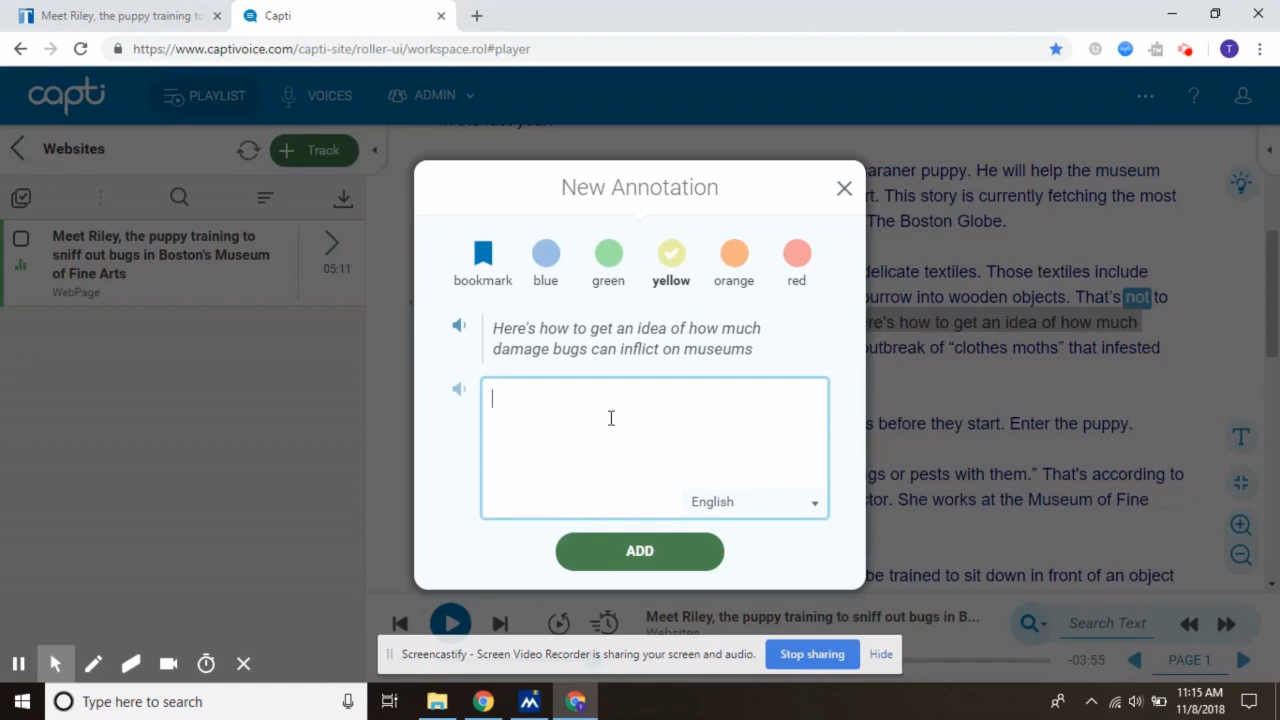 Meet Riley, the puppy training to
Capti
https://www.captivoice.com/capti-site/roller-ui/workspace.rol#player
T
capti
PLAYLIST
VOICES
ADMIN
?
Websites
Track
Meet Riley, the puppy training to
sniff out bugs in Boston's Museum
of Fine Arts
WebPage
05:11
New Annotation
bookmark
blue
green
yellow
orange
red
Here's how to get an idea of how much
damage bugs can inflict on museums
English
ADD
puppy. He will help the museum
This story is currently fetching the most
The Boston Globe.
delicate textiles. Those textiles include
burrow into wooden objects. That's not to
how to get an idea of how much
outbreak of “clothes moths” that infested
before they start. Enter the puppy.
or pests with them.” That's according to
She works at the Museum of Fine
be trained to sit down in front of an object
T
Meet Riley, the puppy training to sniff out bugs in B...
Websites
Search Text
-03:55
PAGE 1
Screencastify - Screen Video Recorder is sharing your screen and audio.
Stop sharing
Hide
Type here to search
11:15 AM
11/8/2018